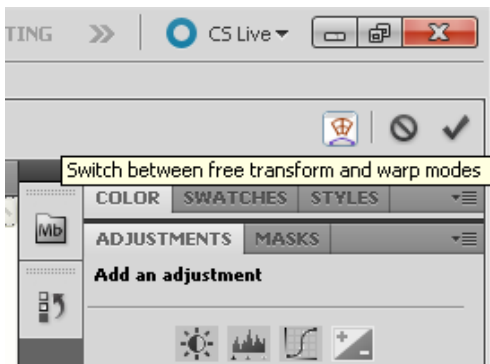 TING >> CS Live
Switch between free transform and warp modes
COLOR SWATCHES STYLES
Mb
ADJUSTMENTS MASKS
Add an adjustment